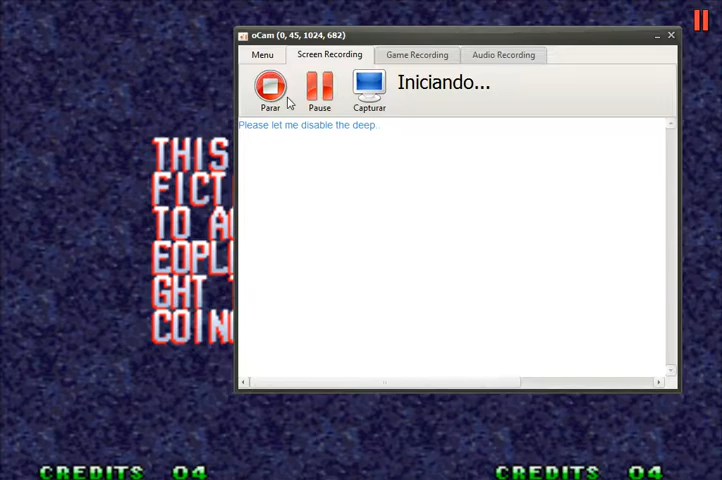 oCam (0, 45, 1024, 682)
Menu
Screen Recording
Game Recording
Audio Recording
Parar
Pause
Capturar
Iniciando...
Please let me disable the deep..
THIS
FICT
TO
EOPL
GHT
COIN
CREDITS 04
CREDITS 04